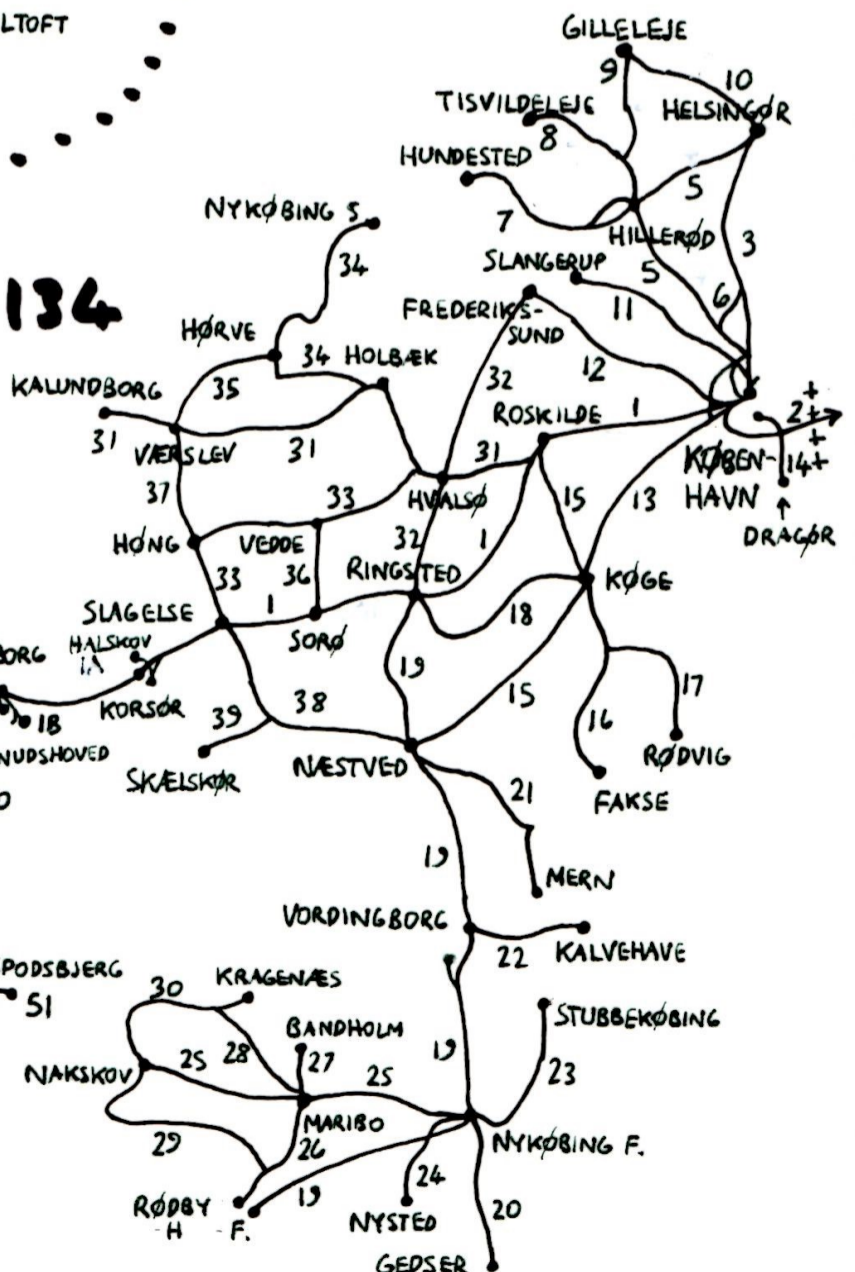 LTOFT
GILLELEJE
9
10
TISVILDELEJE
HELSINGØR
8
HUNDESTED
5
7
NYKØBING S
HILLERØD
3
34
SLANGERUP
5
6
134
FREDERIKS-
SUND
11
HØRVE
34
HOLBÆK
12
32
KALUNDBORG
35
ROSKILDE
1
2
+
+
+
31
VÆRSLEV
31
31
KØBEN-
HAVN
14+
37
33
HVALSØ
15
13
DRAGØR
HØNG
VEDDE
32
1
33
36
RINGSTED
KØGE
SLAGELSE
1
18
HALSKOV
SORØ
ORG
1A
19
15
17
KORSØR
39
38
16
1B
NUDSHOVED
SKÆLSKØR
NÆSTVED
RØDVIG
21
FAKSE
19
MERN
VORDINGBORG
22
KALVEHAVE
PODSBJERG
51
30
KRAGENÆS
STUBBEKØBING
BANDHOLM
19
NAKSKOV
25
28
27
25
23
MARIBO
29
26
NYKØBING F.
RØDBY
H F.
19
24
NYSTED
20
GEDSER